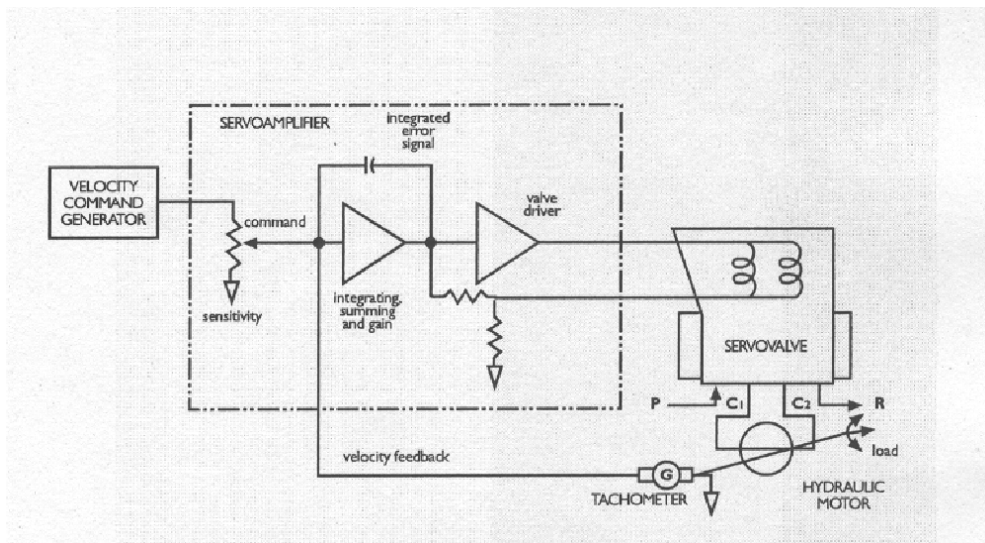 SERVOAMPLIFIER
integrated
error
signal
VELOCITY
COMMAND
GENERATOR
command
valve
driver
sensitivity
integrating,
summing
and gain
SERVOVALVE
P
C1
C2
R
velocity feedback
load
G
TACHOMETER
HYDRAULIC
MOTOR